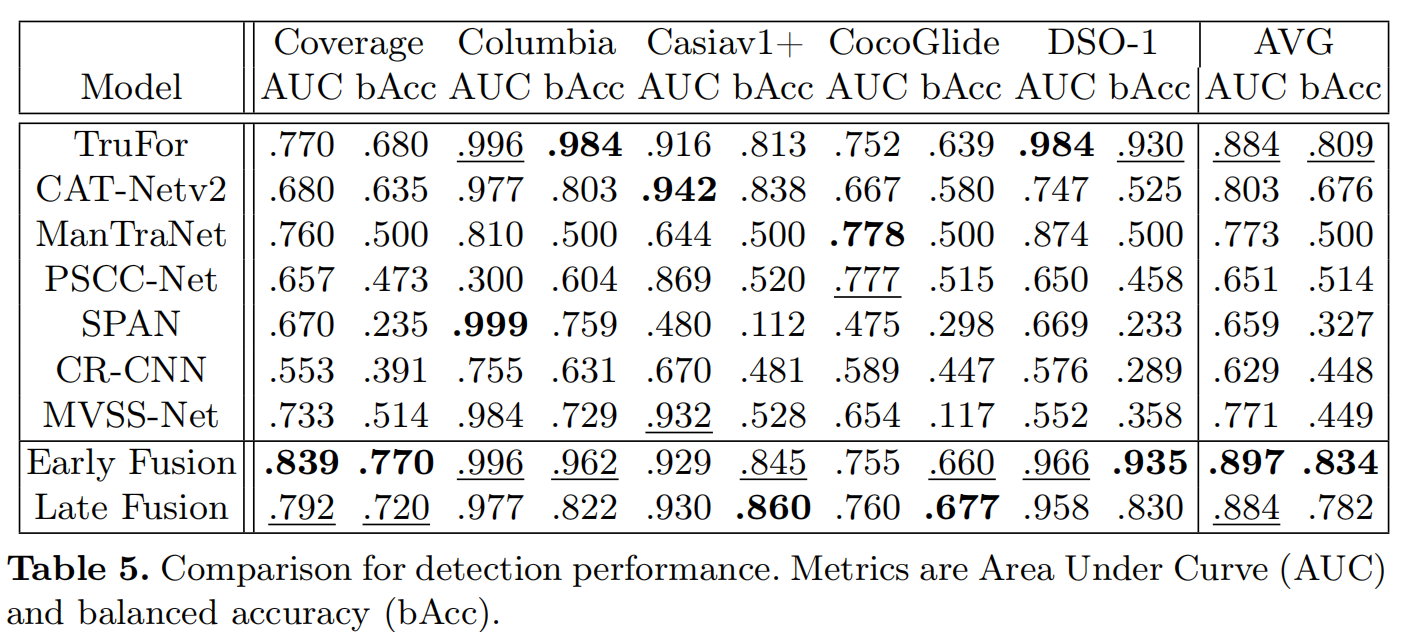 Coverage Columbia Casiav1+ CocoGlide DSO-1 AVG
Model AUC bAcc AUC bAcc AUC bAcc AUC bAcc AUC bAcc AUC bAcc
TruFor .770 .680 .996 .984 .916 .813 .752 .639 .984 .930 .884 .809
CAT-Netv2 .680 .635 .977 .803 .942 .838 .667 .580 .747 .525 .803 .676
ManTraNet .760 .500 .810 .500 .644 .500 .778 .500 .874 .500 .773 .500
PSCC-Net .657 .473 .300 .604 .869 .520 .777 .515 .650 .458 .651 .514
SPAN .670 .235 .999 .759 .480 .112 .475 .298 .669 .233 .659 .327
CR-CNN .553 .391 .755 .631 .670 .481 .589 .447 .576 .289 .629 .448
MVSS-Net .733 .514 .984 .729 .932 .528 .654 .117 .552 .358 .771 .449
Early Fusion .839 .770 .996 .962 .929 .845 .755 .660 .966 .935 .897 .834
Late Fusion .792 .720 .977 .822 .930 .860 .760 .677 .958 .830 .884 .782
Table 5. Comparison for detection performance. Metrics are Area Under Curve (AUC)
and balanced accuracy (bAcc).